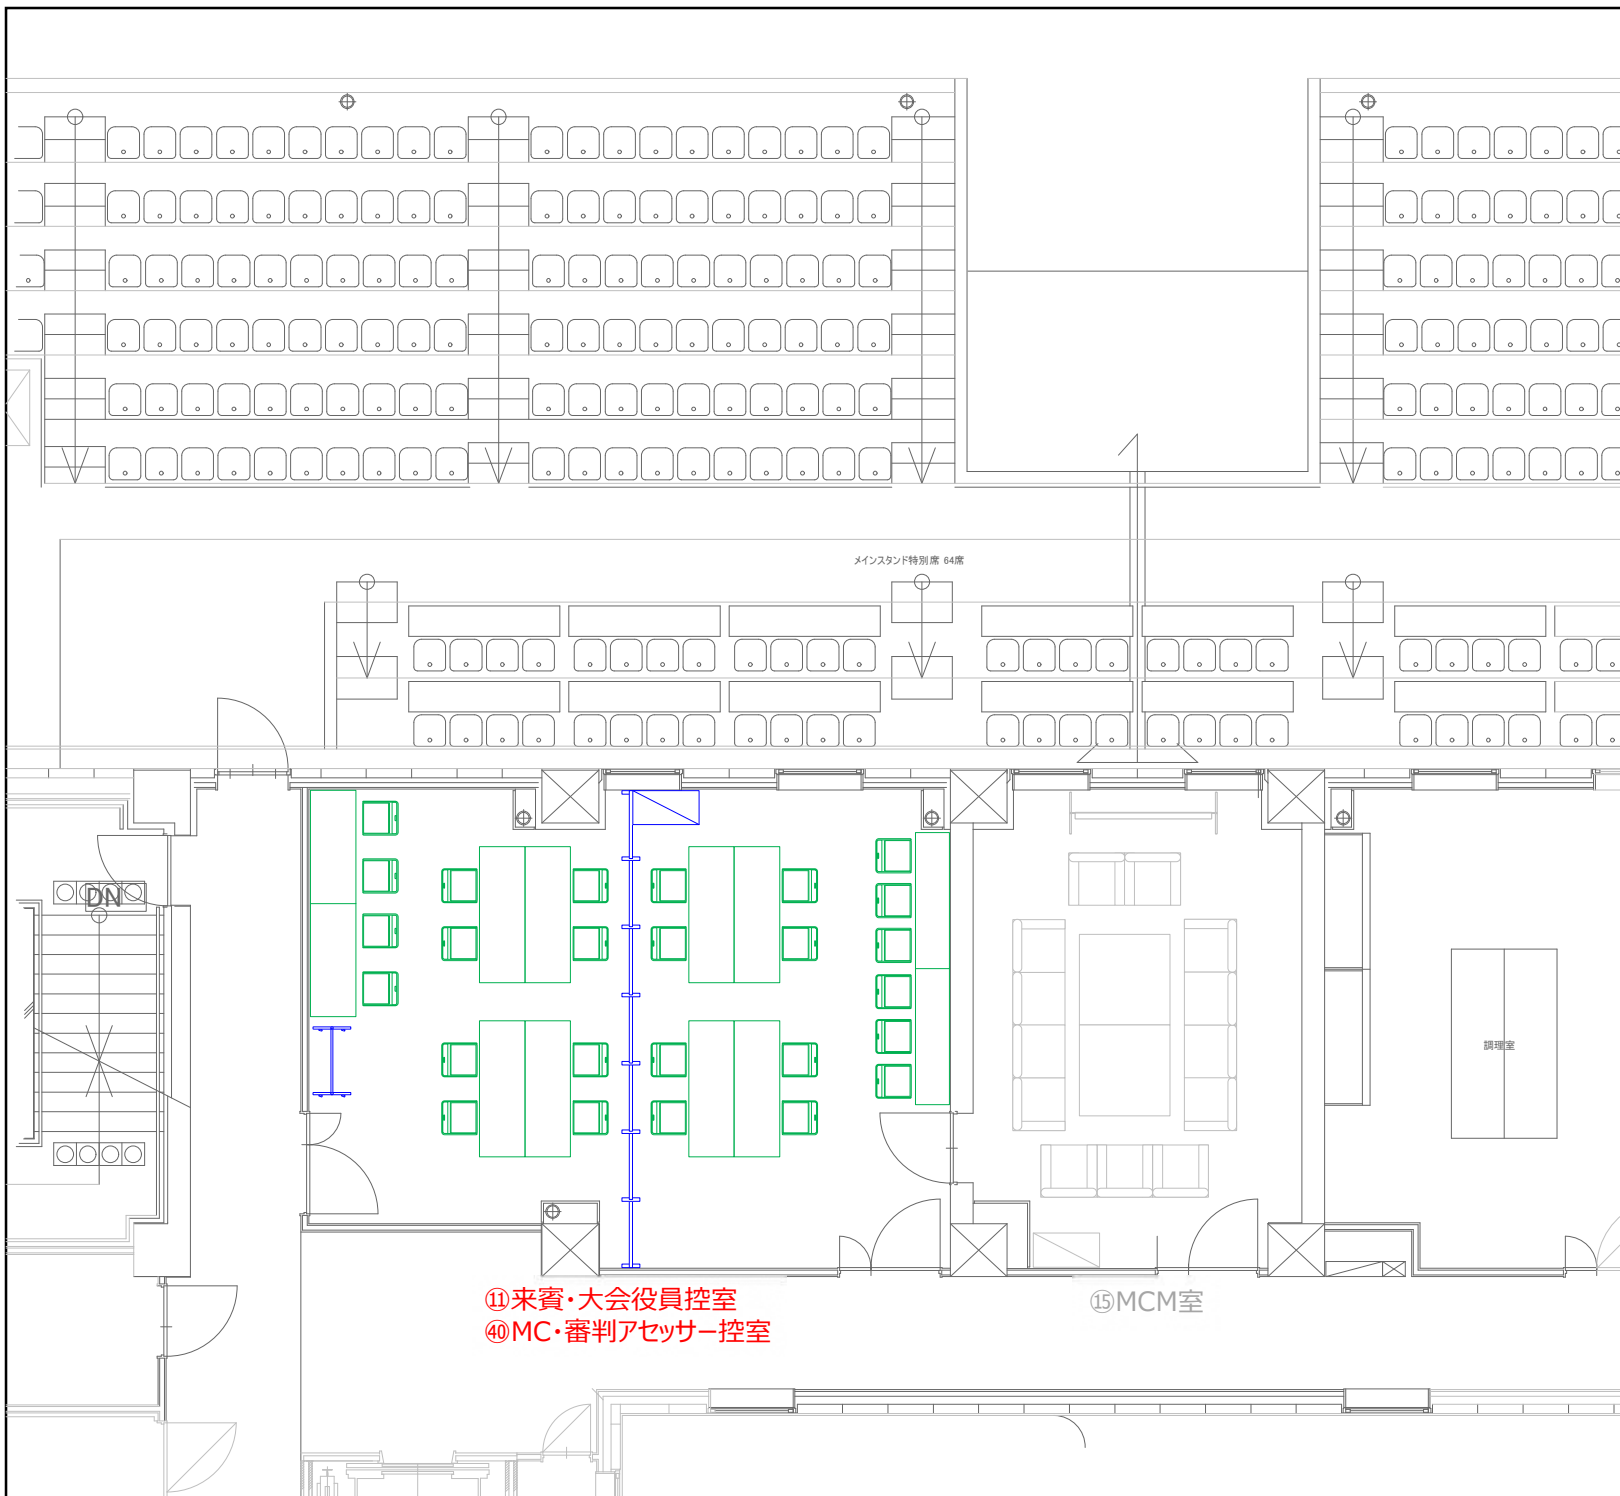 メインスタンド特別席 64席
DN
調理室
⑪来賓・大会役員控室
㊵MC・審判アセッサー控室
⑮MCM室